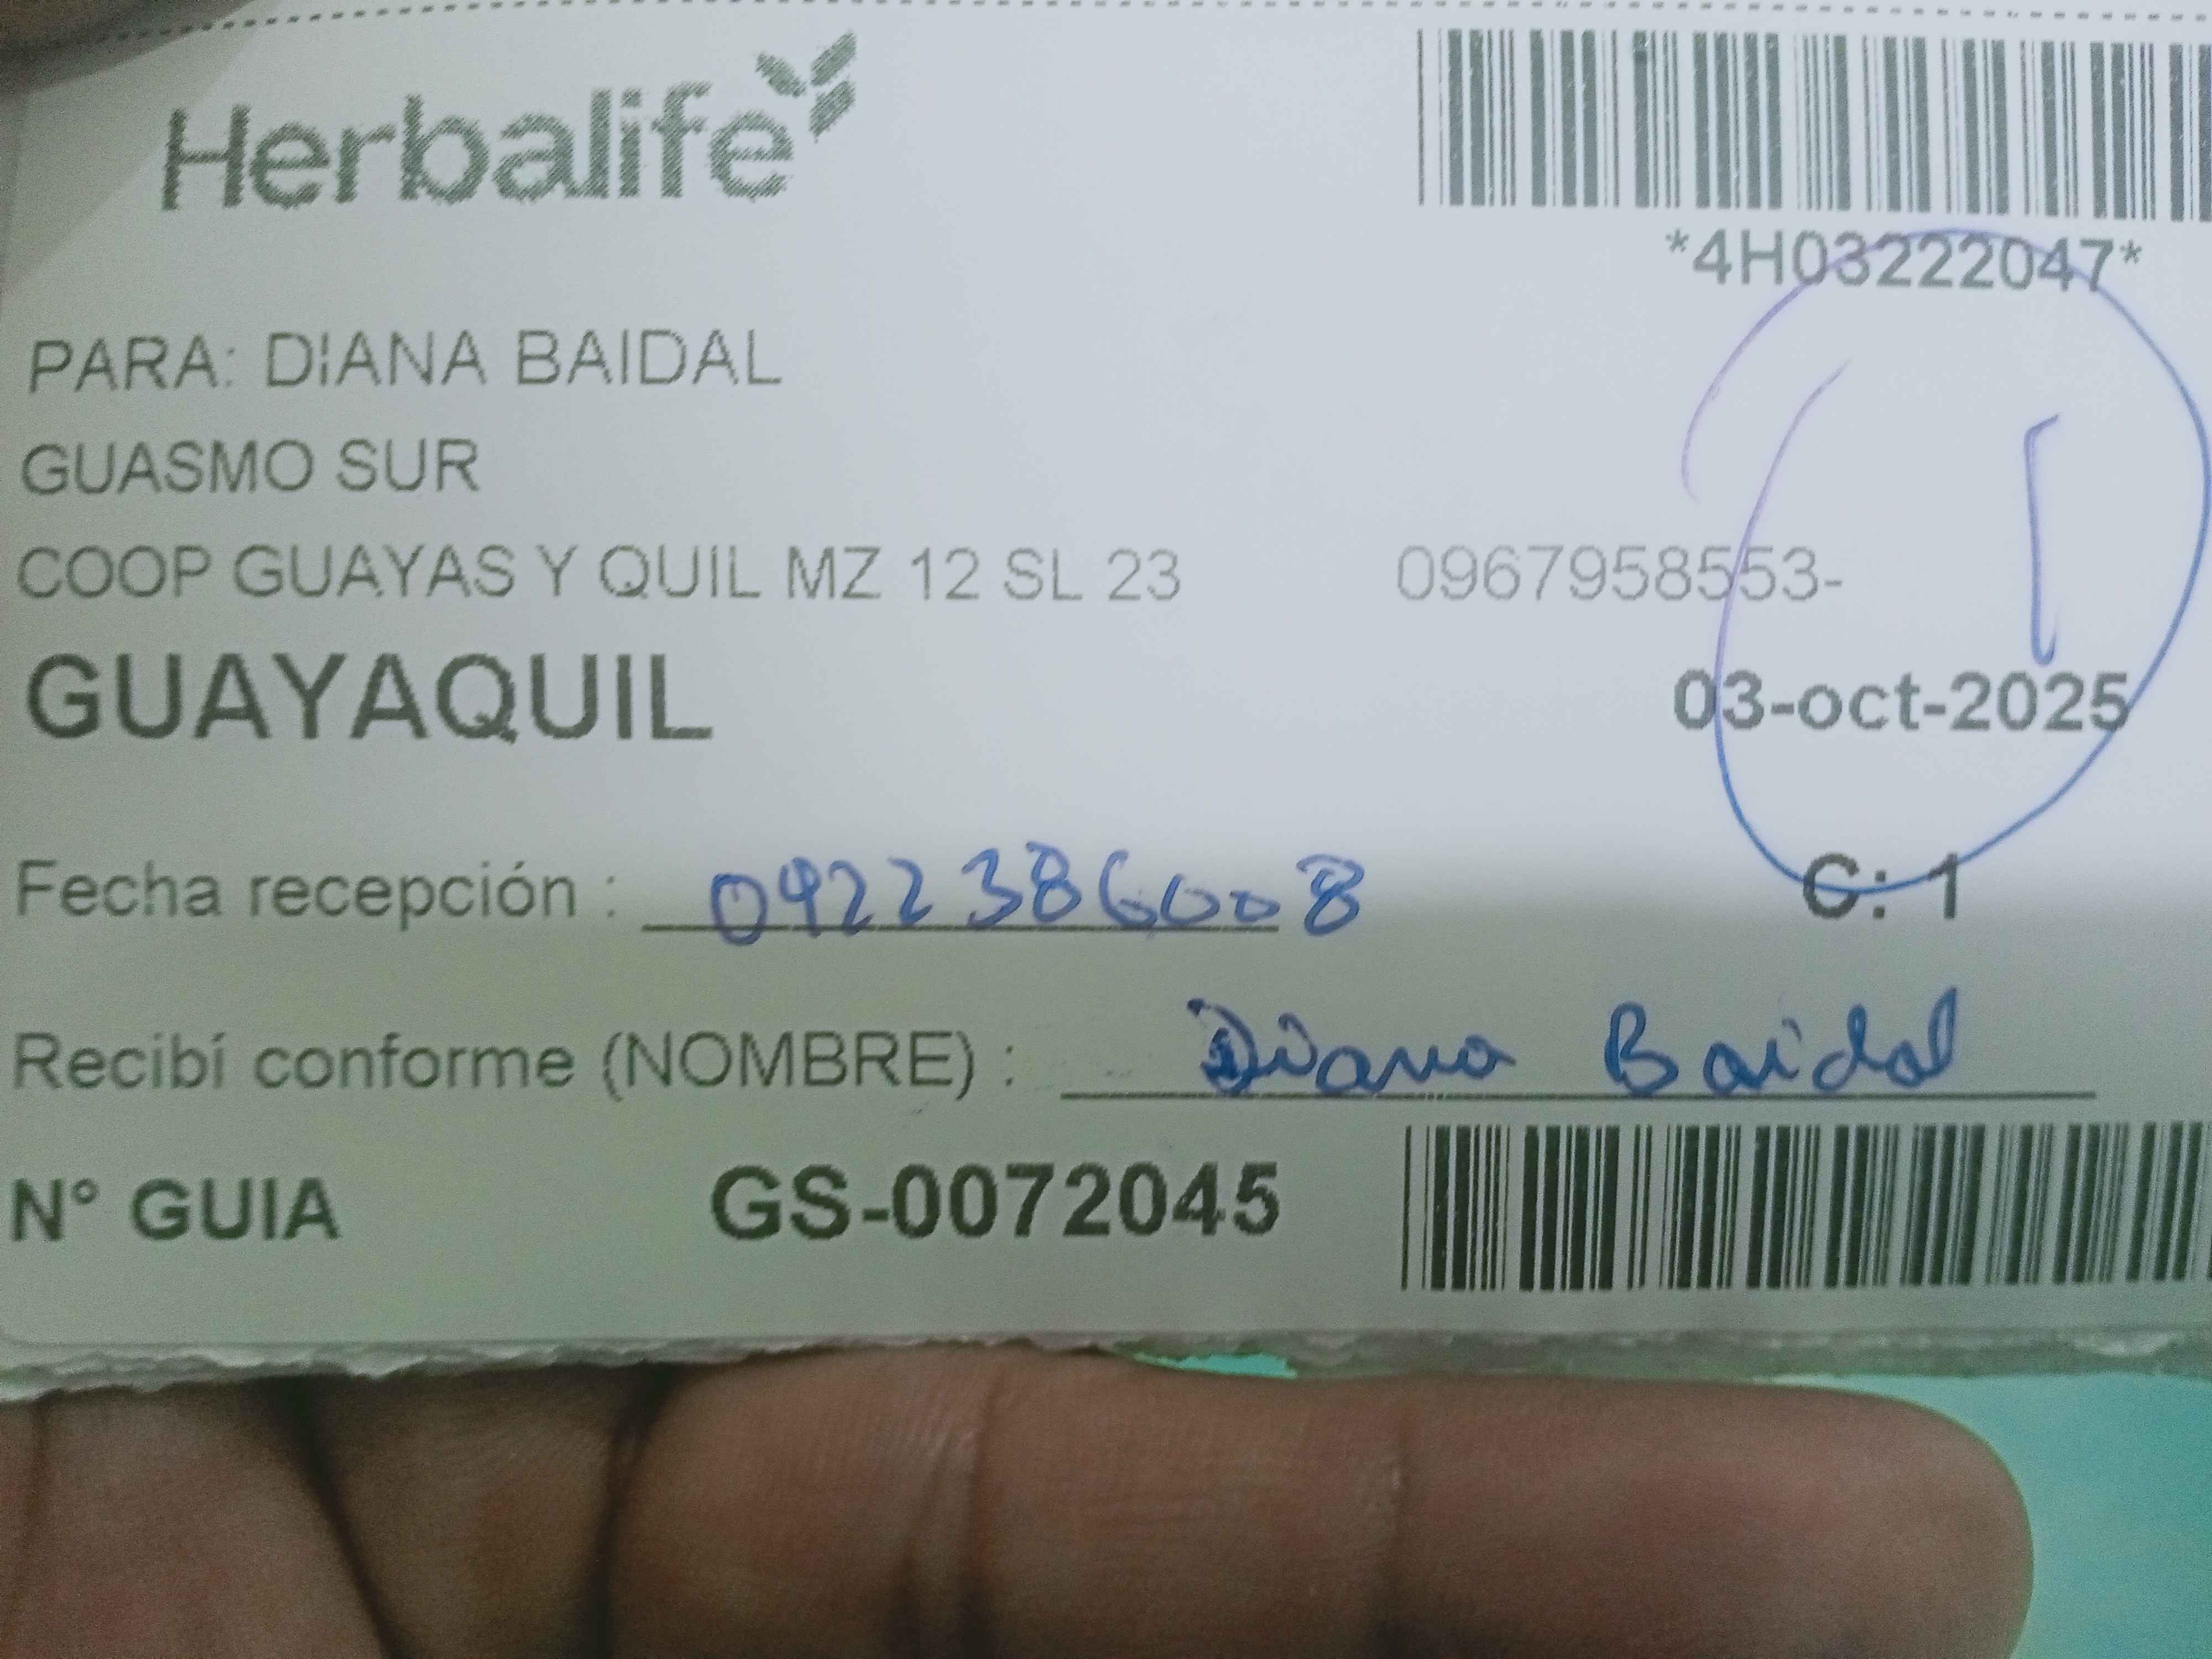 Herbalife
*4H03222047*
PARA: DIANA BAIDAL
GUASMO SUR
COOP GUAYAS Y QUIL MZ 12 SL 23 0967958553-
GUAYAQUIL 03-oct-2025
Fecha recepción : 0922386008 C: 1
Recibí conforme (NOMBRE) : Diana Baidal
N° GUIA GS-0072045